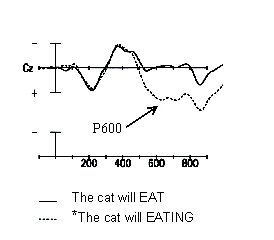 −
Cz
+
P600
−
200 400 600 800
The cat will EAT
*The cat will EATING